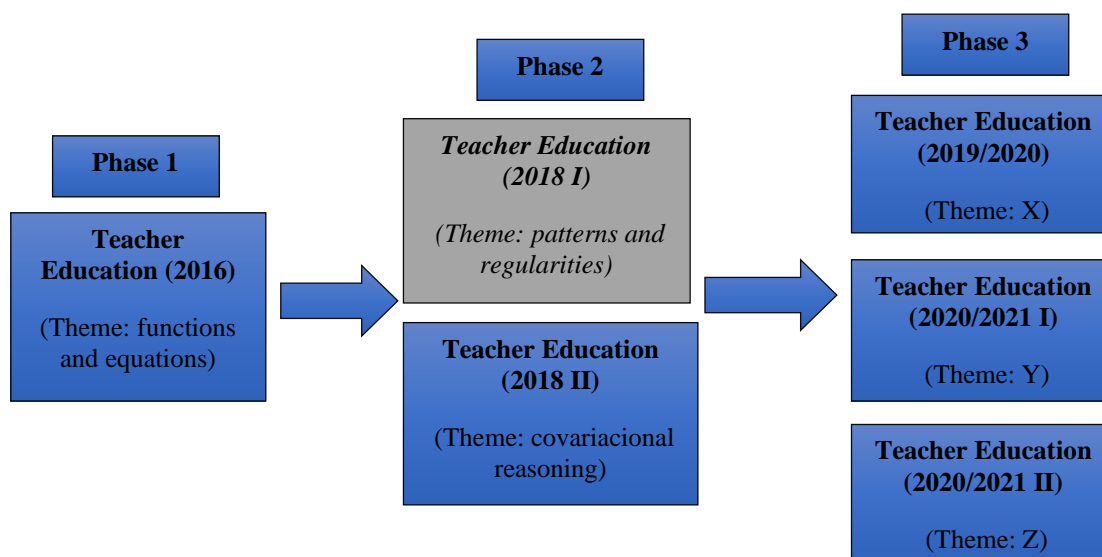 Phase 1
Teacher
Education (2016)
(Theme: functions
and equations)
Phase 2
Teacher Education
(2018 I)
(Theme: patterns and
regularities)
Teacher Education
(2018 II)
(Theme: covariacional
reasoning)
Phase 3
Teacher Education
(2019/2020)
(Theme: X)
Teacher Education
(2020/2021 I)
(Theme: Y)
Teacher Education
(2020/2021 II)
(Theme: Z)